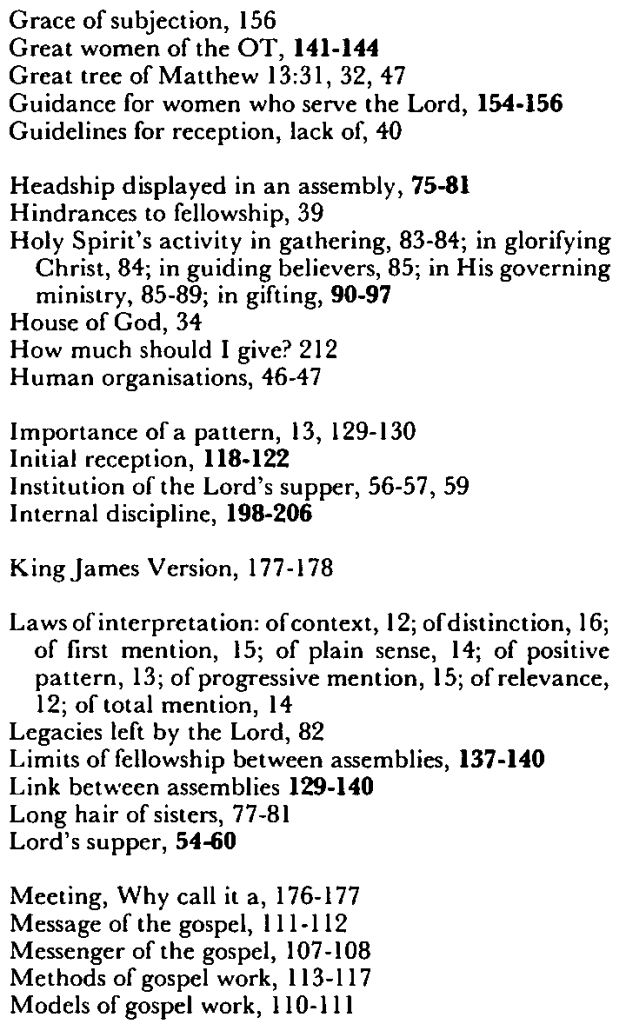 Grace of subjection, 156
Great women of the OT, 141-144
Great tree of Matthew 13:31, 32, 47
Guidance for women who serve the Lord, 154-156
Guidelines for reception, lack of, 40
Headship displayed in an assembly, 75-81
Hindrances to fellowship, 39
Holy Spirit's activity in gathering, 83-84; in glorifying
Christ, 84; in guiding believers, 85; in His governing
ministry, 85-89; in gifting, 90-97
House of God, 34
How much should I give? 212
Human organisations, 46-47
Importance of a pattern, 13, 129-130
Initial reception, 118-122
Institution of the Lord's supper, 56-57, 59
Internal discipline, 198-206
King James Version, 177-178
Laws of interpretation: of context, 12; of distinction, 16;
of first mention, 15; of plain sense, 14; of positive
pattern, 13; of progressive mention, 15; of relevance,
12; of total mention, 14
Legacies left by the Lord, 82
Limits of fellowship between assemblies, 137-140
Link between assemblies 129-140
Long hair of sisters, 77-81
Lord's supper, 54-60
Meeting, Why call it a, 176-177
Message of the gospel, 111-112
Messenger of the gospel, 107-108
Methods of gospel work, 113-117
Models of gospel work, 110-111